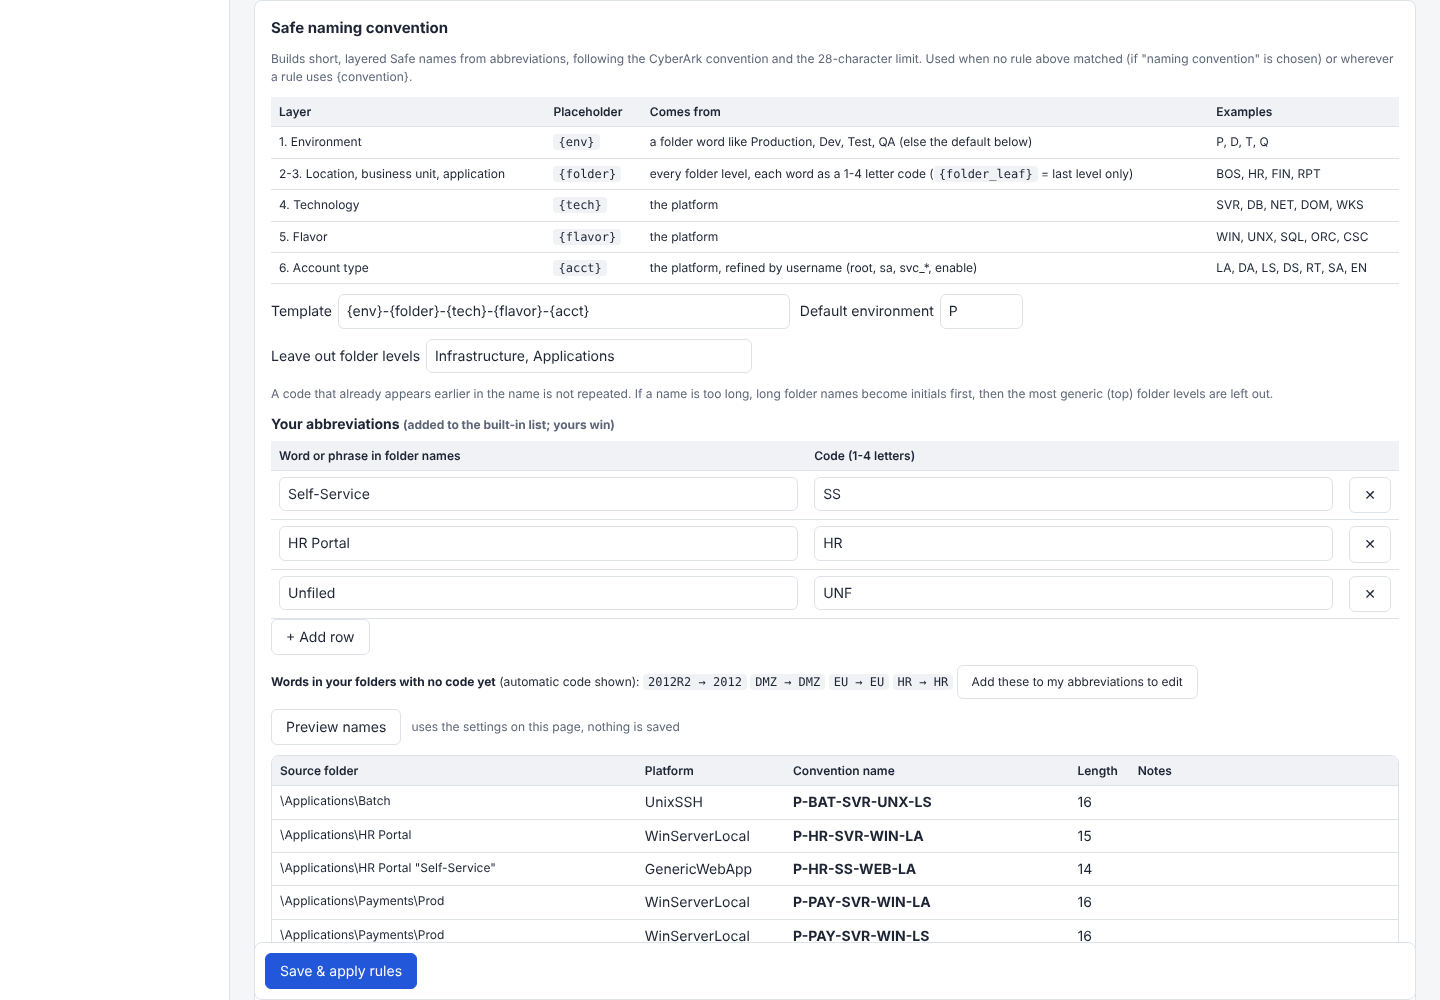 Safe naming convention
Builds short, layered Safe names from abbreviations, following the CyberArk convention and the 28-character limit. Used when no rule above matched (if "naming convention" is chosen) or wherever
a rule uses {convention}.
Layer Placeholder Comes from Examples
1. Environment {env} a folder word like Production, Dev, Test, QA (else the default below) P, D, T, Q
2-3. Location, business unit, application {folder} every folder level, each word as a 1-4 letter code ( {folder_leaf} = last level only) BOS, HR, FIN, RPT
4. Technology {tech} the platform SVR, DB, NET, DOM, WKS
5. Flavor {flavor} the platform WIN, UNX, SQL, ORC, CSC
6. Account type {acct} the platform, refined by username (root, sa, svc_*, enable) LA, DA, LS, DS, RT, SA, EN
Template {env}-{folder}-{tech}-{flavor}-{acct} Default environment P
Leave out folder levels Infrastructure, Applications
A code that already appears earlier in the name is not repeated. If a name is too long, long folder names become initials first, then the most generic (top) folder levels are left out.
Your abbreviations (added to the built-in list; yours win)
Word or phrase in folder names Code (1-4 letters)
Self-Service SS ×
HR Portal HR ×
Unfiled UNF ×
+ Add row
Words in your folders with no code yet (automatic code shown): 2012R2 → 2012 DMZ → DMZ EU → EU HR → HR Add these to my abbreviations to edit
Preview names uses the settings on this page, nothing is saved
Source folder Platform Convention name Length Notes
\Applications\Batch UnixSSH P-BAT-SVR-UNX-LS 16
\Applications\HR Portal WinServerLocal P-HR-SVR-WIN-LA 15
\Applications\HR Portal "Self-Service" GenericWebApp P-HR-SS-WEB-LA 14
\Applications\Payments\Prod WinServerLocal P-PAY-SVR-WIN-LA 16
\Applications\Payments\Prod WinServerLocal P-PAY-SVR-WIN-LS 16
Save & apply rules